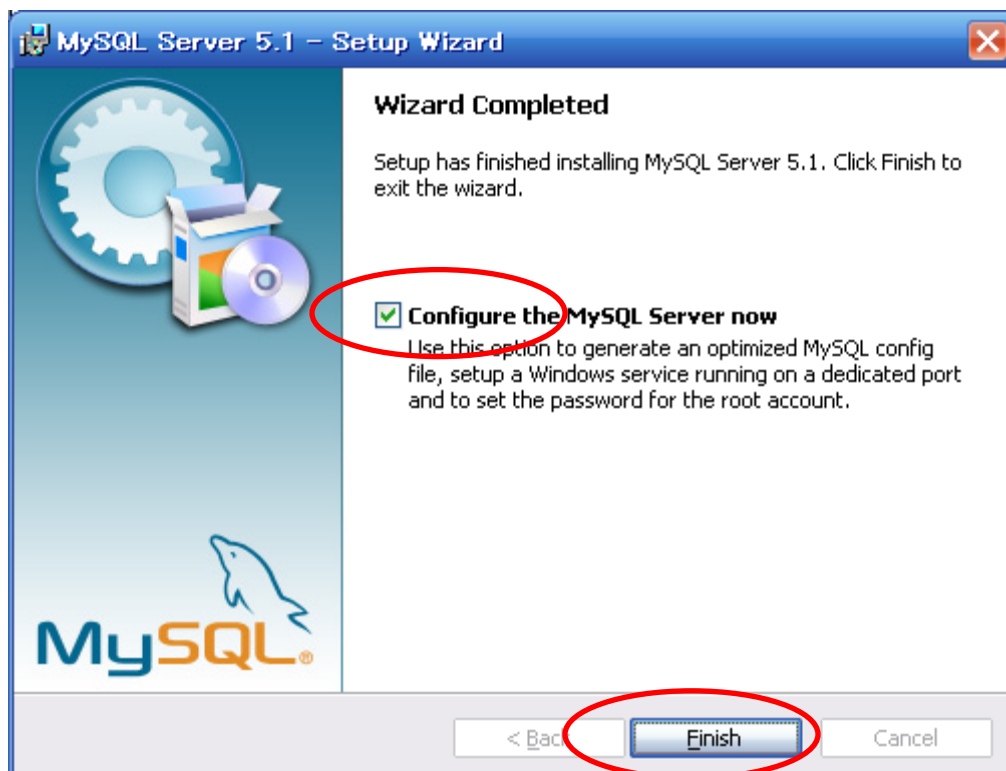 MySQL Server 5.1 - Setup Wizard
Wizard Completed
Setup has finished installing MySQL Server 5.1. Click Finish to
exit the wizard.
Configure the MySQL Server now
Use this option to generate an optimized MySQL config
file, setup a Windows service running on a dedicated port
and to set the password for the root account.
MySQL®
< Back
Finish
Cancel